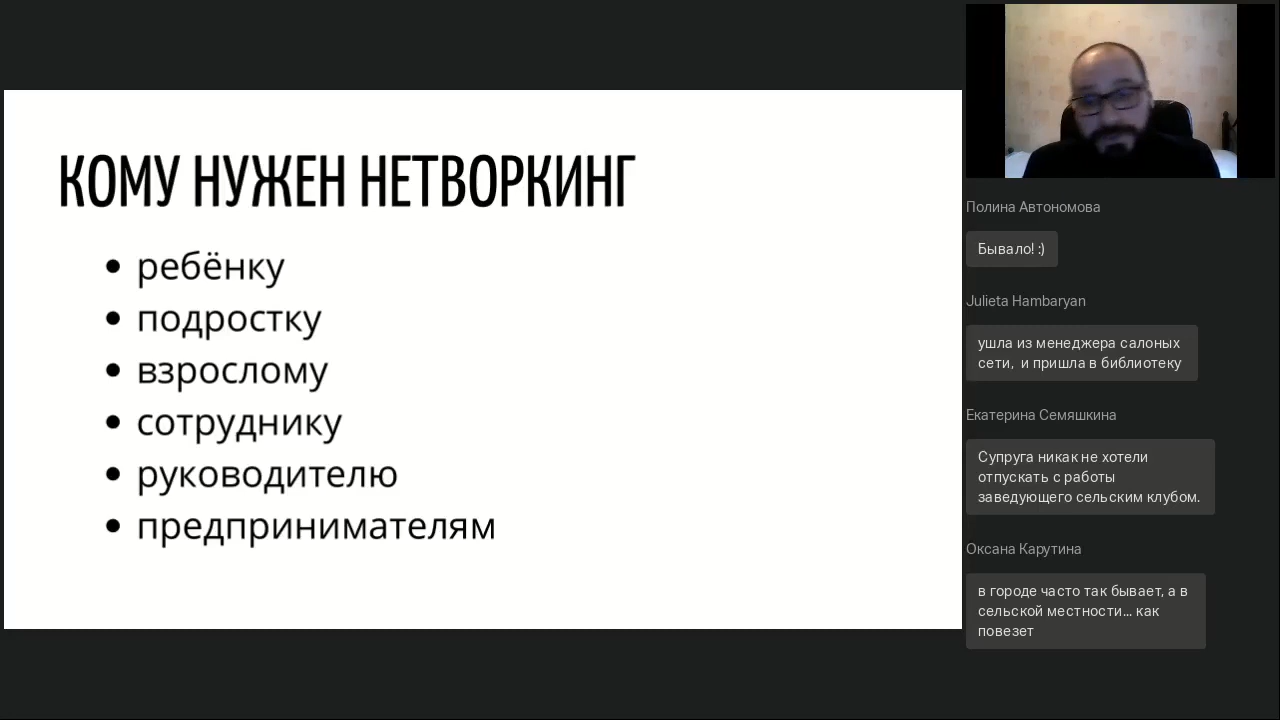 КОМУ НУЖЕН НЕТВОРКИНГ
• ребёнку
• подростку
• взрослому
• сотруднику
• руководителю
• предпринимателям
Полина Автономова
Бывало! :)
Julieta Hambaryan
ушла из менеджера салоных
сети, и пришла в библиотеку
Екатерина Семяшкина
Супруга никак не хотели
отпускать с работы
заведующего сельским клубом.
Оксана Карутина
в городе часто так бывает, а в
сельской местности... как
повезет